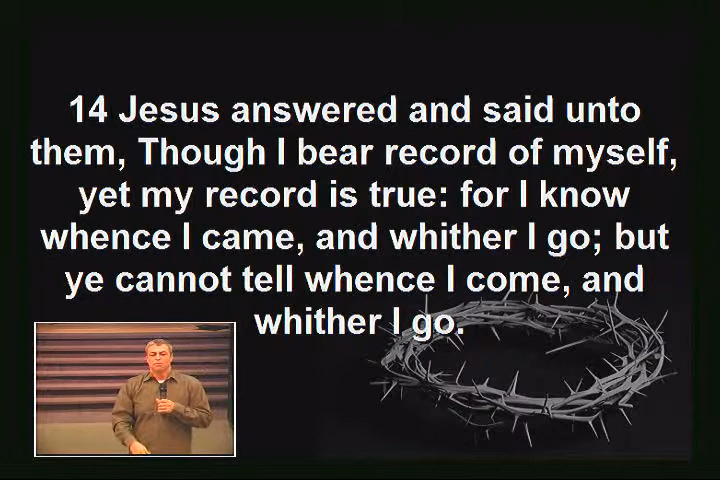 14 Jesus answered and said unto
them, Though I bear record of myself,
yet my record is true: for I know
whence I came, and whither I go; but
ye cannot tell whence I come, and
whither I go.